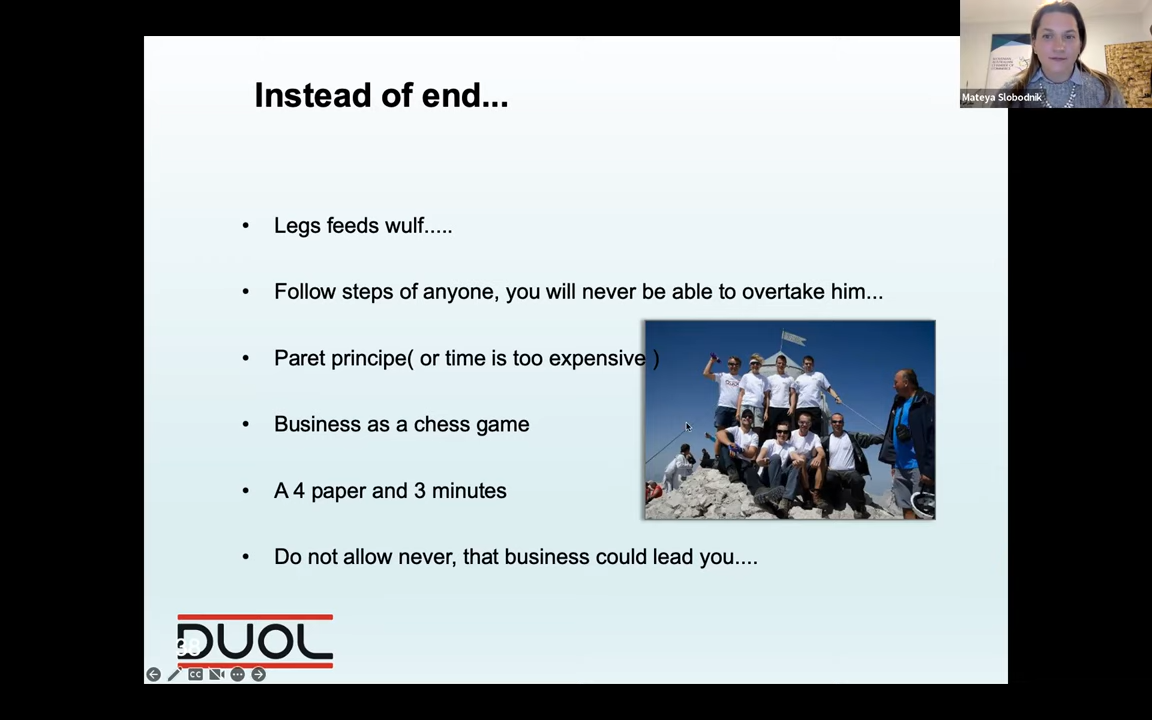 Instead of end...
Mateya Slobodnik
• Legs feeds wulf.....
• Follow steps of anyone, you will never be able to overtake him...
• Paret principe( or time is too expensive )
• Business as a chess game
• A 4 paper and 3 minutes
• Do not allow never, that business could lead you....
DUOL
CC